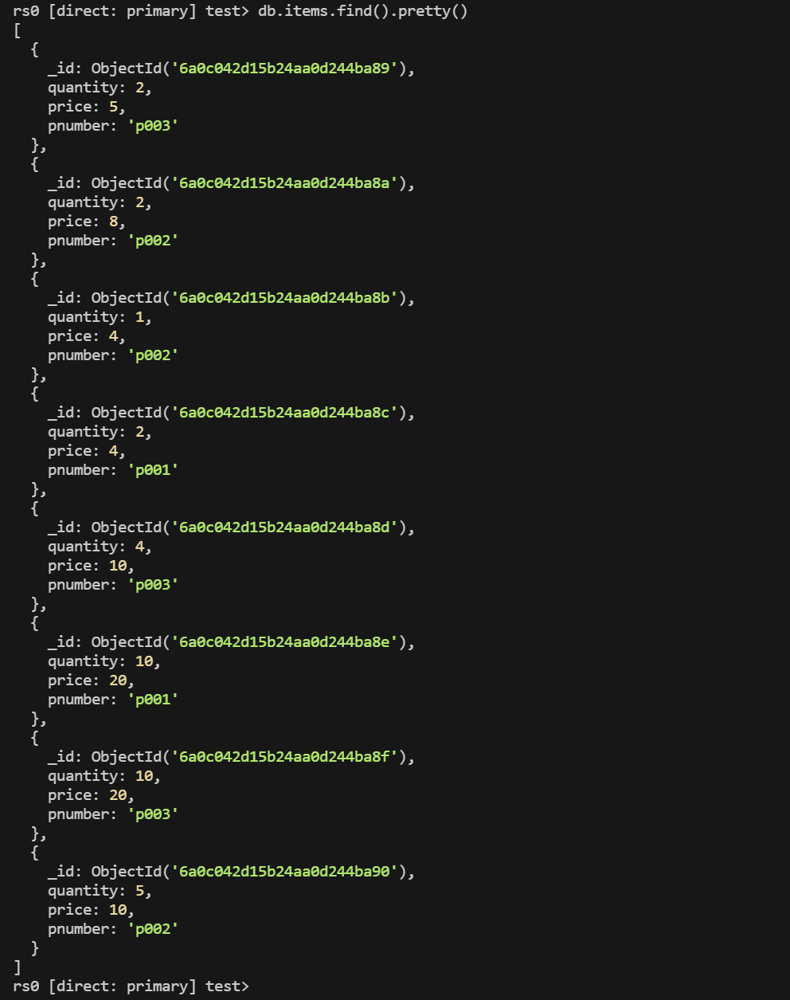 rs0 [direct: primary] test> db.items.find().pretty()
[
  {
    _id: ObjectId('6a0c042d15b24aa0d244ba89'),
    quantity: 2,
    price: 5,
    pnumber: 'p003'
  },
  {
    _id: ObjectId('6a0c042d15b24aa0d244ba8a'),
    quantity: 2,
    price: 8,
    pnumber: 'p002'
  },
  {
    _id: ObjectId('6a0c042d15b24aa0d244ba8b'),
    quantity: 1,
    price: 4,
    pnumber: 'p002'
  },
  {
    _id: ObjectId('6a0c042d15b24aa0d244ba8c'),
    quantity: 2,
    price: 4,
    pnumber: 'p001'
  },
  {
    _id: ObjectId('6a0c042d15b24aa0d244ba8d'),
    quantity: 4,
    price: 10,
    pnumber: 'p003'
  },
  {
    _id: ObjectId('6a0c042d15b24aa0d244ba8e'),
    quantity: 10,
    price: 20,
    pnumber: 'p001'
  },
  {
    _id: ObjectId('6a0c042d15b24aa0d244ba8f'),
    quantity: 10,
    price: 20,
    pnumber: 'p003'
  },
  {
    _id: ObjectId('6a0c042d15b24aa0d244ba90'),
    quantity: 5,
    price: 10,
    pnumber: 'p002'
  }
]
rs0 [direct: primary] test>